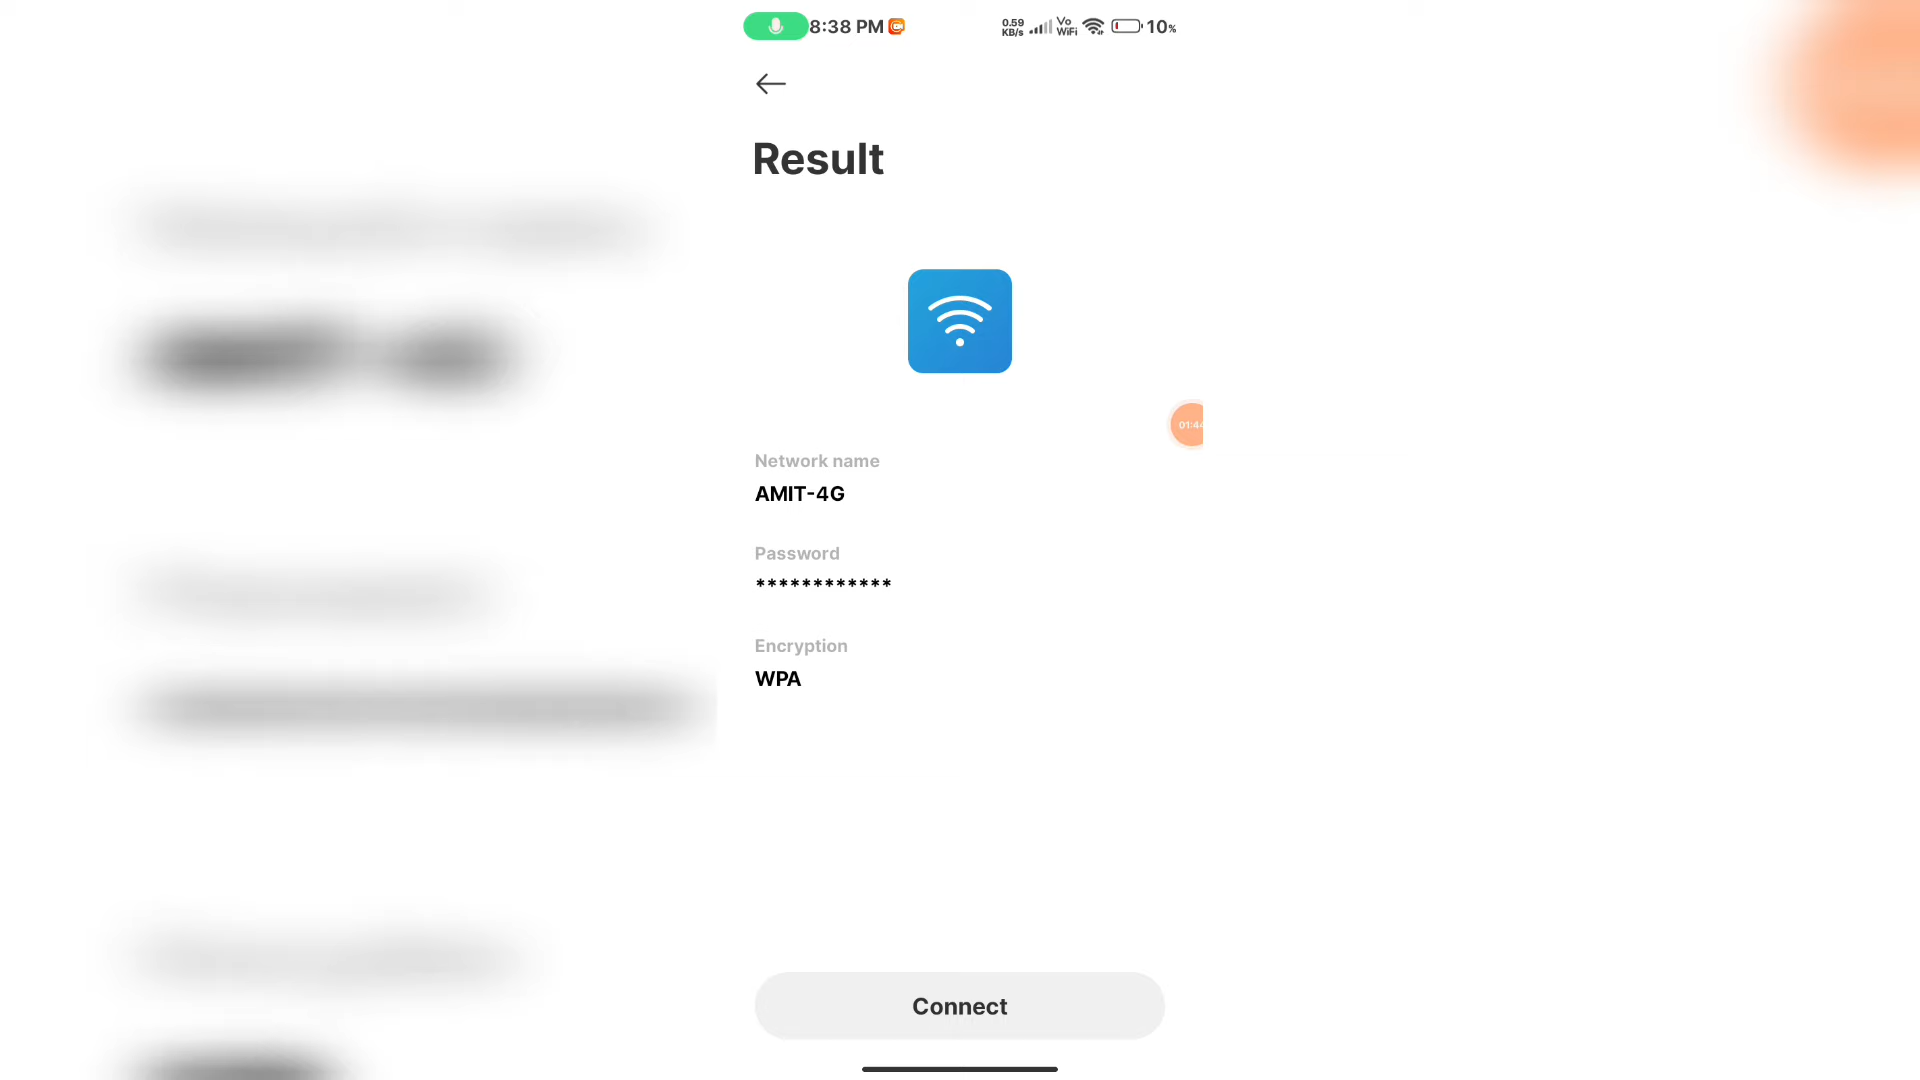 8:38 PM
0.59
KB/s
Vo
WiFi
10%
Result
01:44
Network name
AMIT-4G
Password
************
Encryption
WPA
Connect